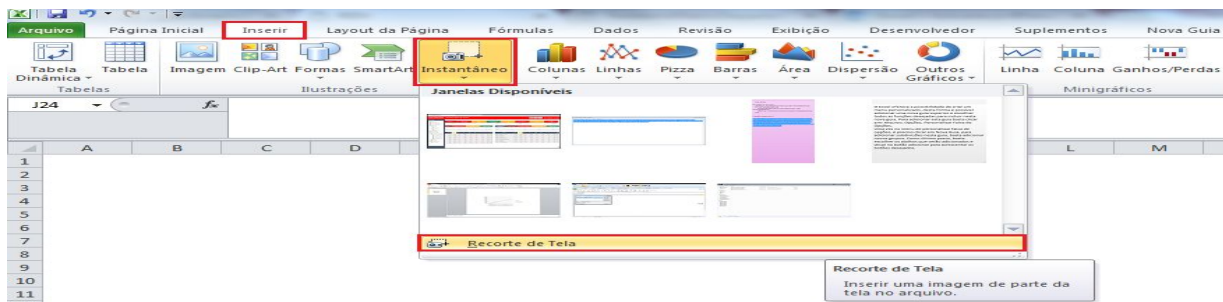 Arquivo Página Inicial Inserir Layout da Página Fórmulas Dados Revisão Exibição Desenvolvedor Suplementos Nova Guia
Tabela Dinâmica Tabela Imagem Clip-Art Formas SmartArt Instantâneo Colunas Linhas Pizza Barras Área Dispersão Outros Gráficos Linha Coluna Ganhos/Perdas
Tabelas Ilustrações Minigráficos
Janelas Disponíveis
J24 fx
A B C D L M
1
2
3
4
5
6
7
8
9
10
11
Recorte de Tela
Recorte de Tela
Inserir uma imagem de parte da
tela no arquivo.